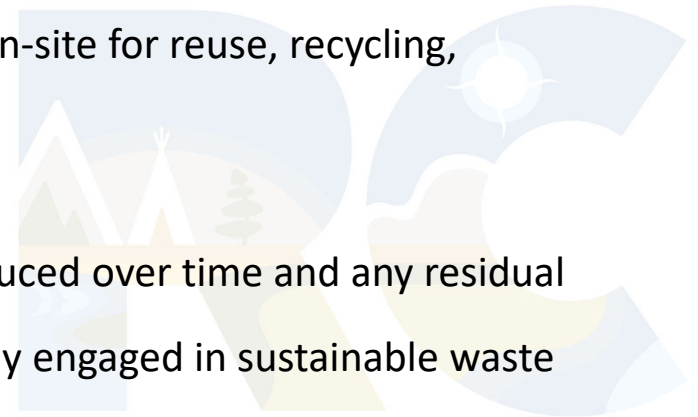 n-site for reuse, recycling,
uced over time and any residual
y engaged in sustainable waste